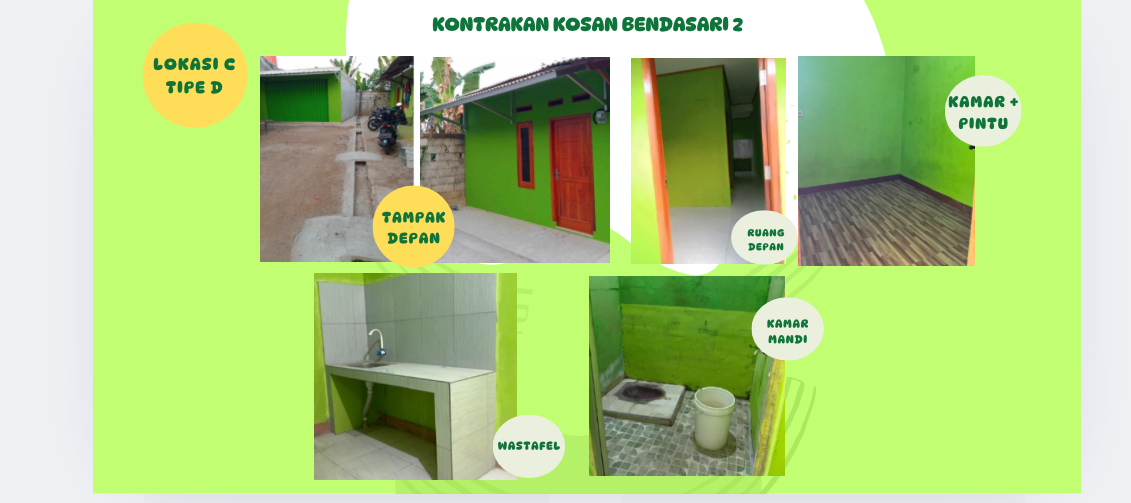 KONTRAKAN KOSAN BENDASARI 2
LOKASI C
TIPE D
TAMPAK
DEPAN
RUANG
DEPAN
KAMAR +
PINTU
WASTAFEL
KAMAR
MANDI